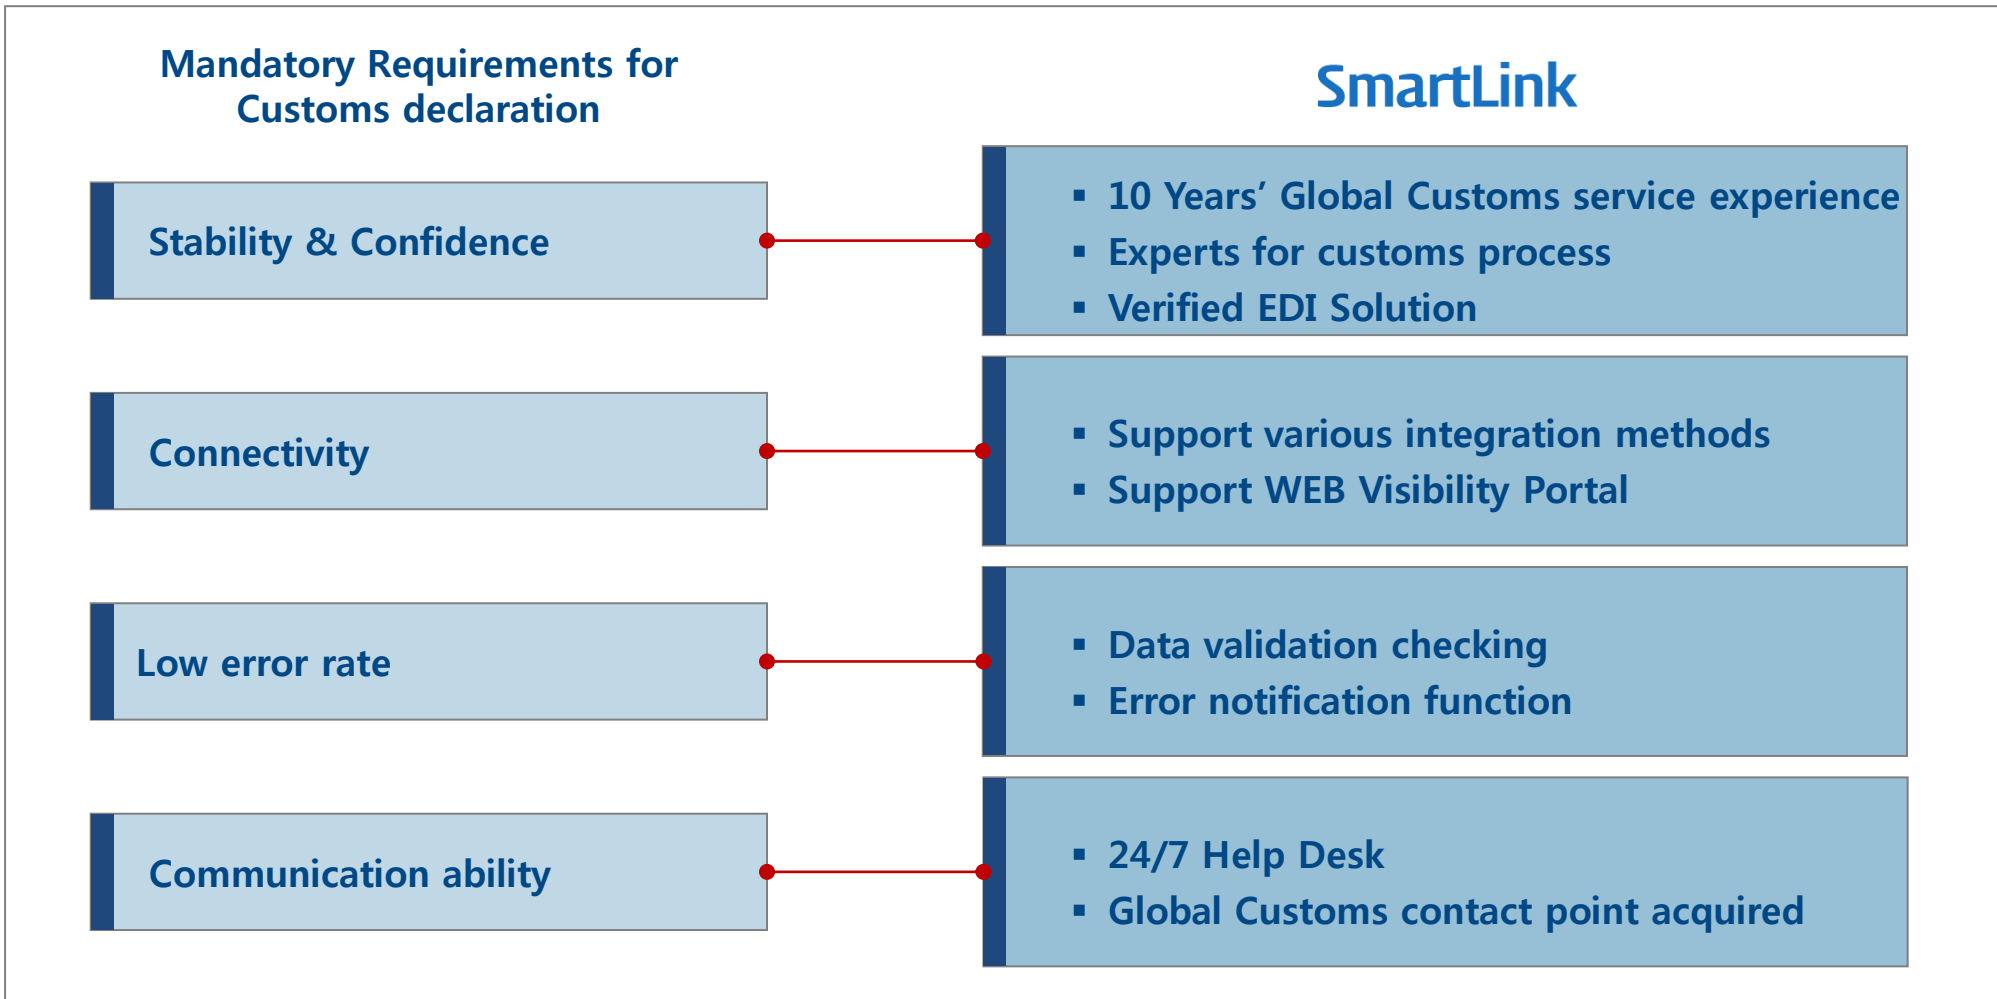 Mandatory Requirements for
Customs declaration
SmartLink
Stability & Confidence
▪ 10 Years’ Global Customs service experience
▪ Experts for customs process
▪ Verified EDI Solution
Connectivity
▪ Support various integration methods
▪ Support WEB Visibility Portal
Low error rate
▪ Data validation checking
▪ Error notification function
Communication ability
▪ 24/7 Help Desk
▪ Global Customs contact point acquired